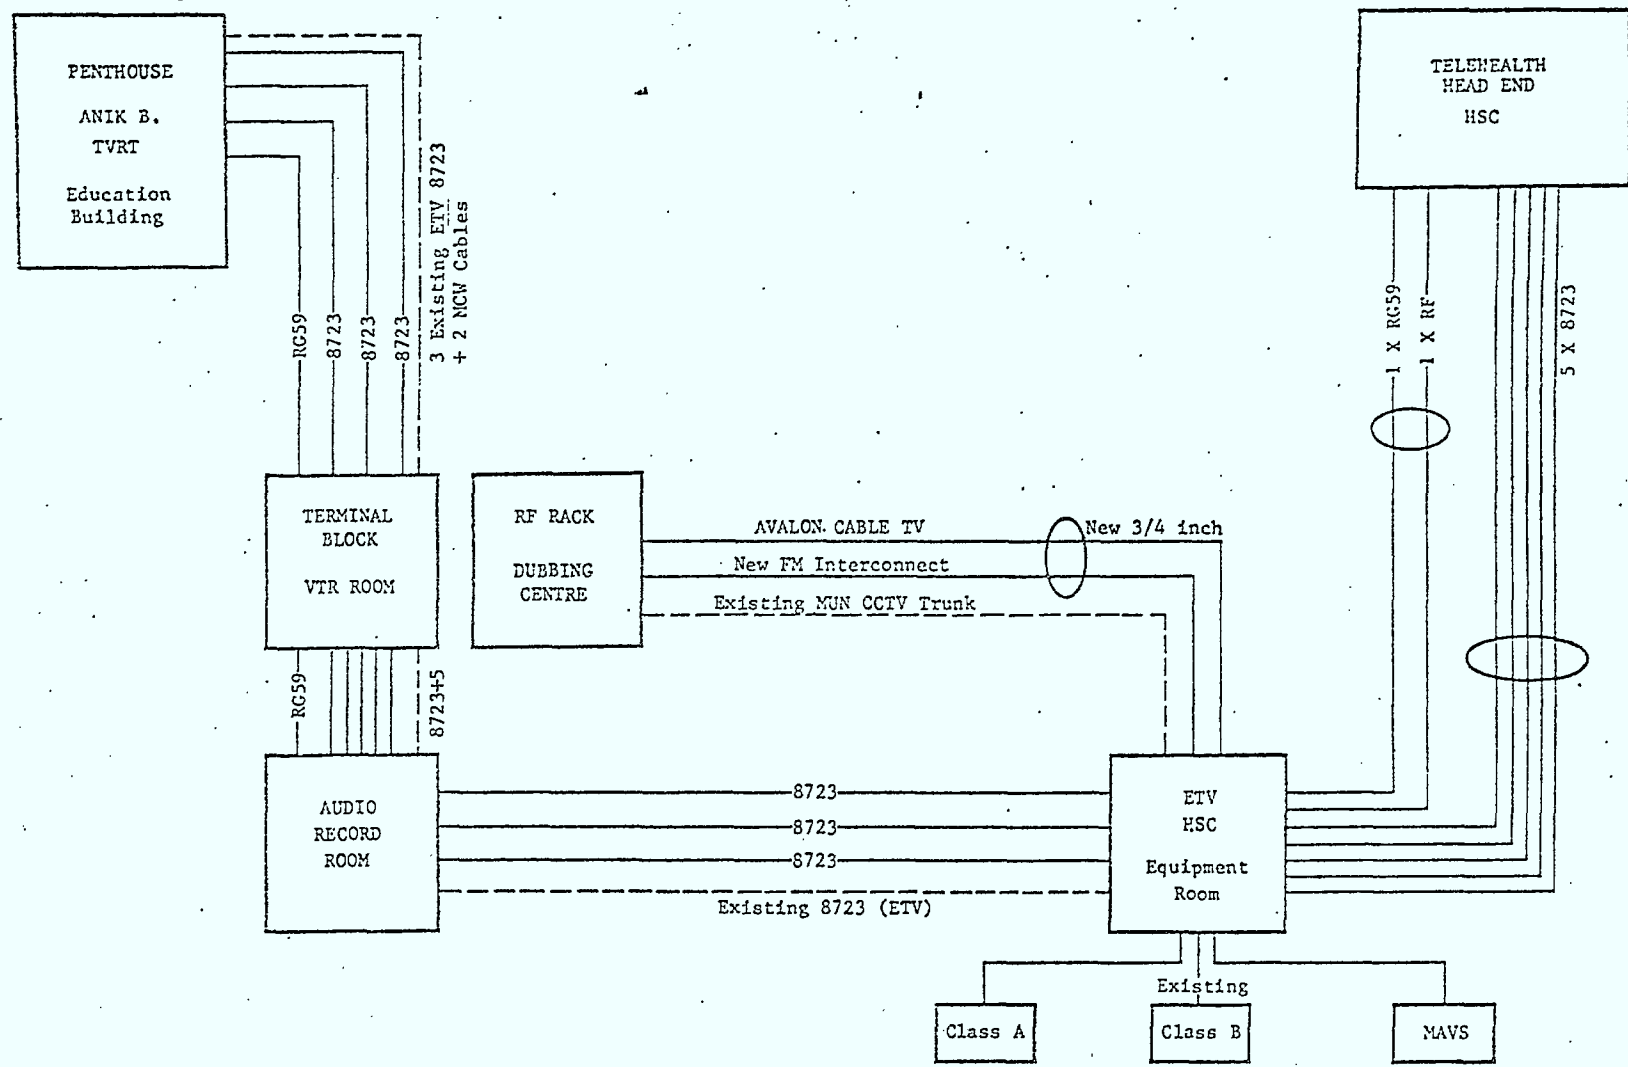 PENTHOUSE
ANIK B.
TVRT
Education
Building
TELEHEALTH
HEAD END
HSC
3 Existing ETV 8723
+ 2 MCW Cables
RG59
8723
8723
8723
1 X RG59
1 X RF
5 X 8723
TERMINAL
BLOCK
VTR ROOM
RF RACK
DUBBING
CENTRE
AVALON CABLE TV
New 3/4 inch
New FM Interconnect
Existing MUN CCTV Trunk
RG59
8723+5
AUDIO
RECORD
ROOM
8723
8723
8723
Existing 8723 (ETV)
ETV
HSC
Equipment
Room
Existing
Class A
Class B
MAVS